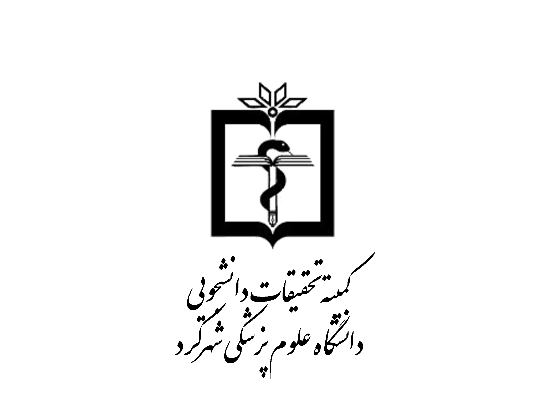 کمیته تحقیقات دانشجویی
دانشگاه علوم پزشکی شهرکرد